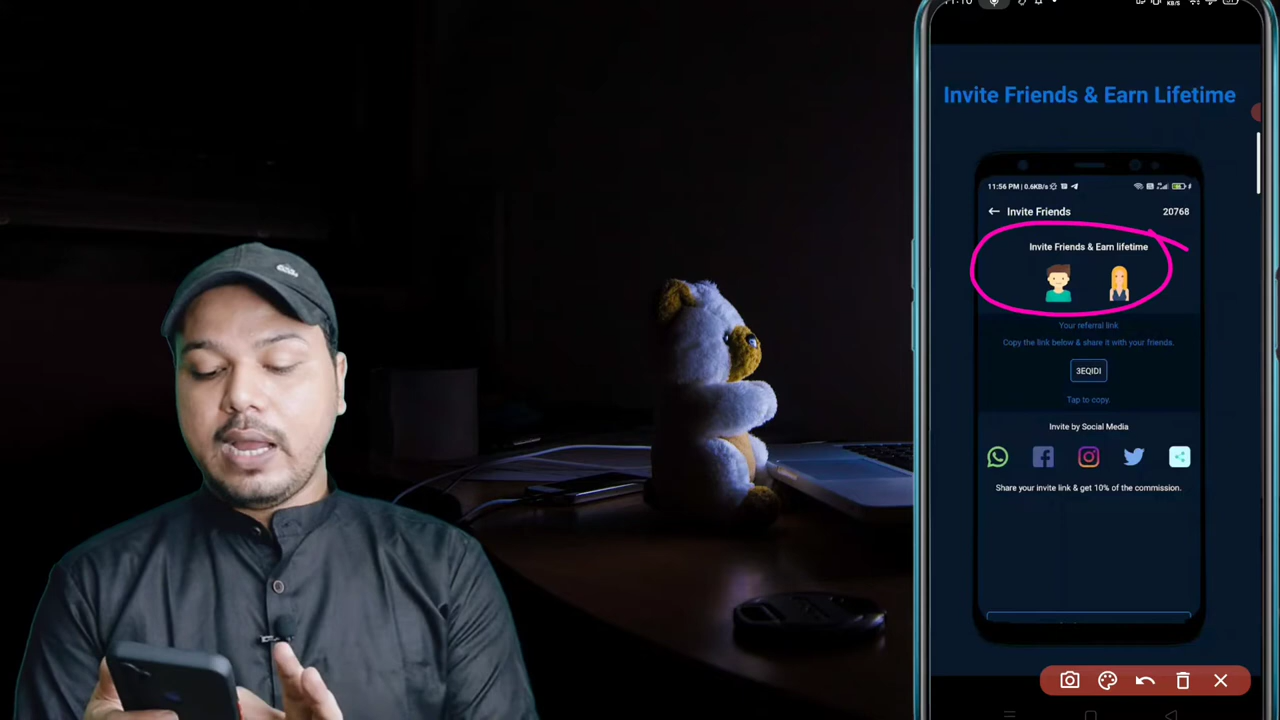 Invite Friends & Earn Lifetime
11:56 PM | 0.6KB/s
Invite Friends
20768
Invite Friends & Earn lifetime
Your referral link
Copy the link below & share it with your friends.
3EQIDI
Tap to copy.
Invite by Social Media
Share your invite link & get 10% of the commission.